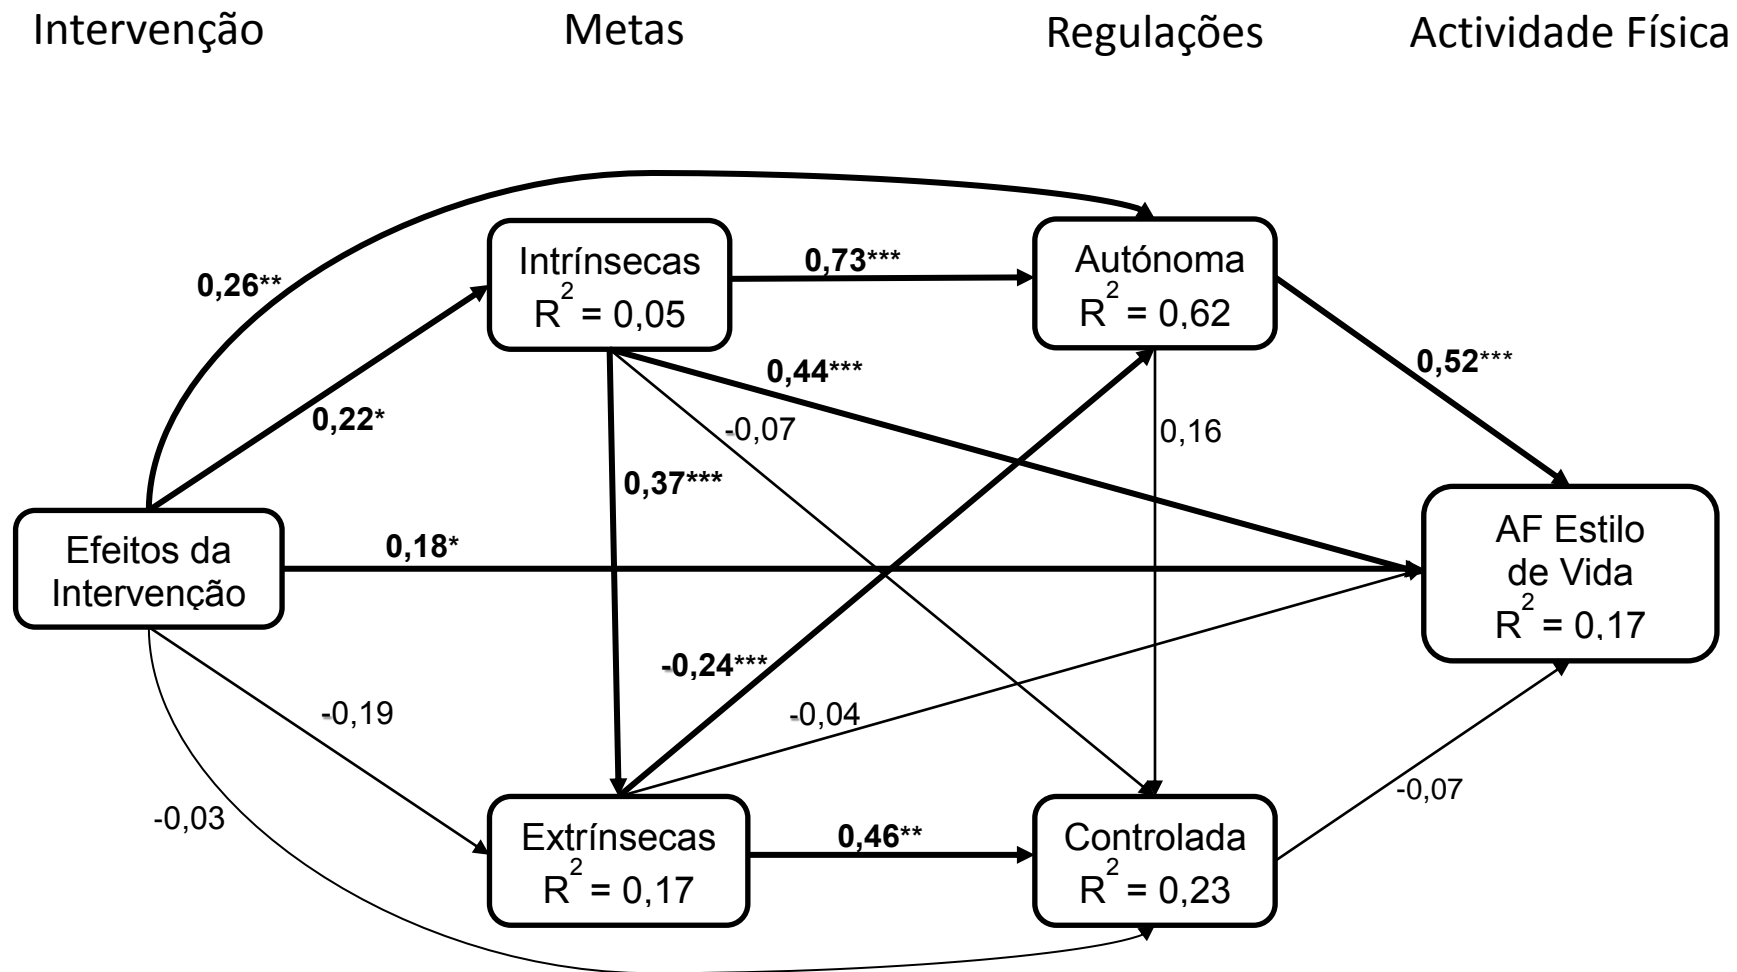 Intervenção
Metas
Regulações
Actividade Física
Intrínsecas
R² = 0,05
Autónoma
R² = 0,62
0,26**
0,73***
0,22*
0,44***
0,52***
-0,07
0,16
0,37***
Efeitos da
Intervenção
0,18*
AF Estilo
de Vida
R² = 0,17
-0,24***
-0,19
-0,04
-0,03
-0,07
Extrínsecas
R² = 0,17
0,46**
Controlada
R² = 0,23